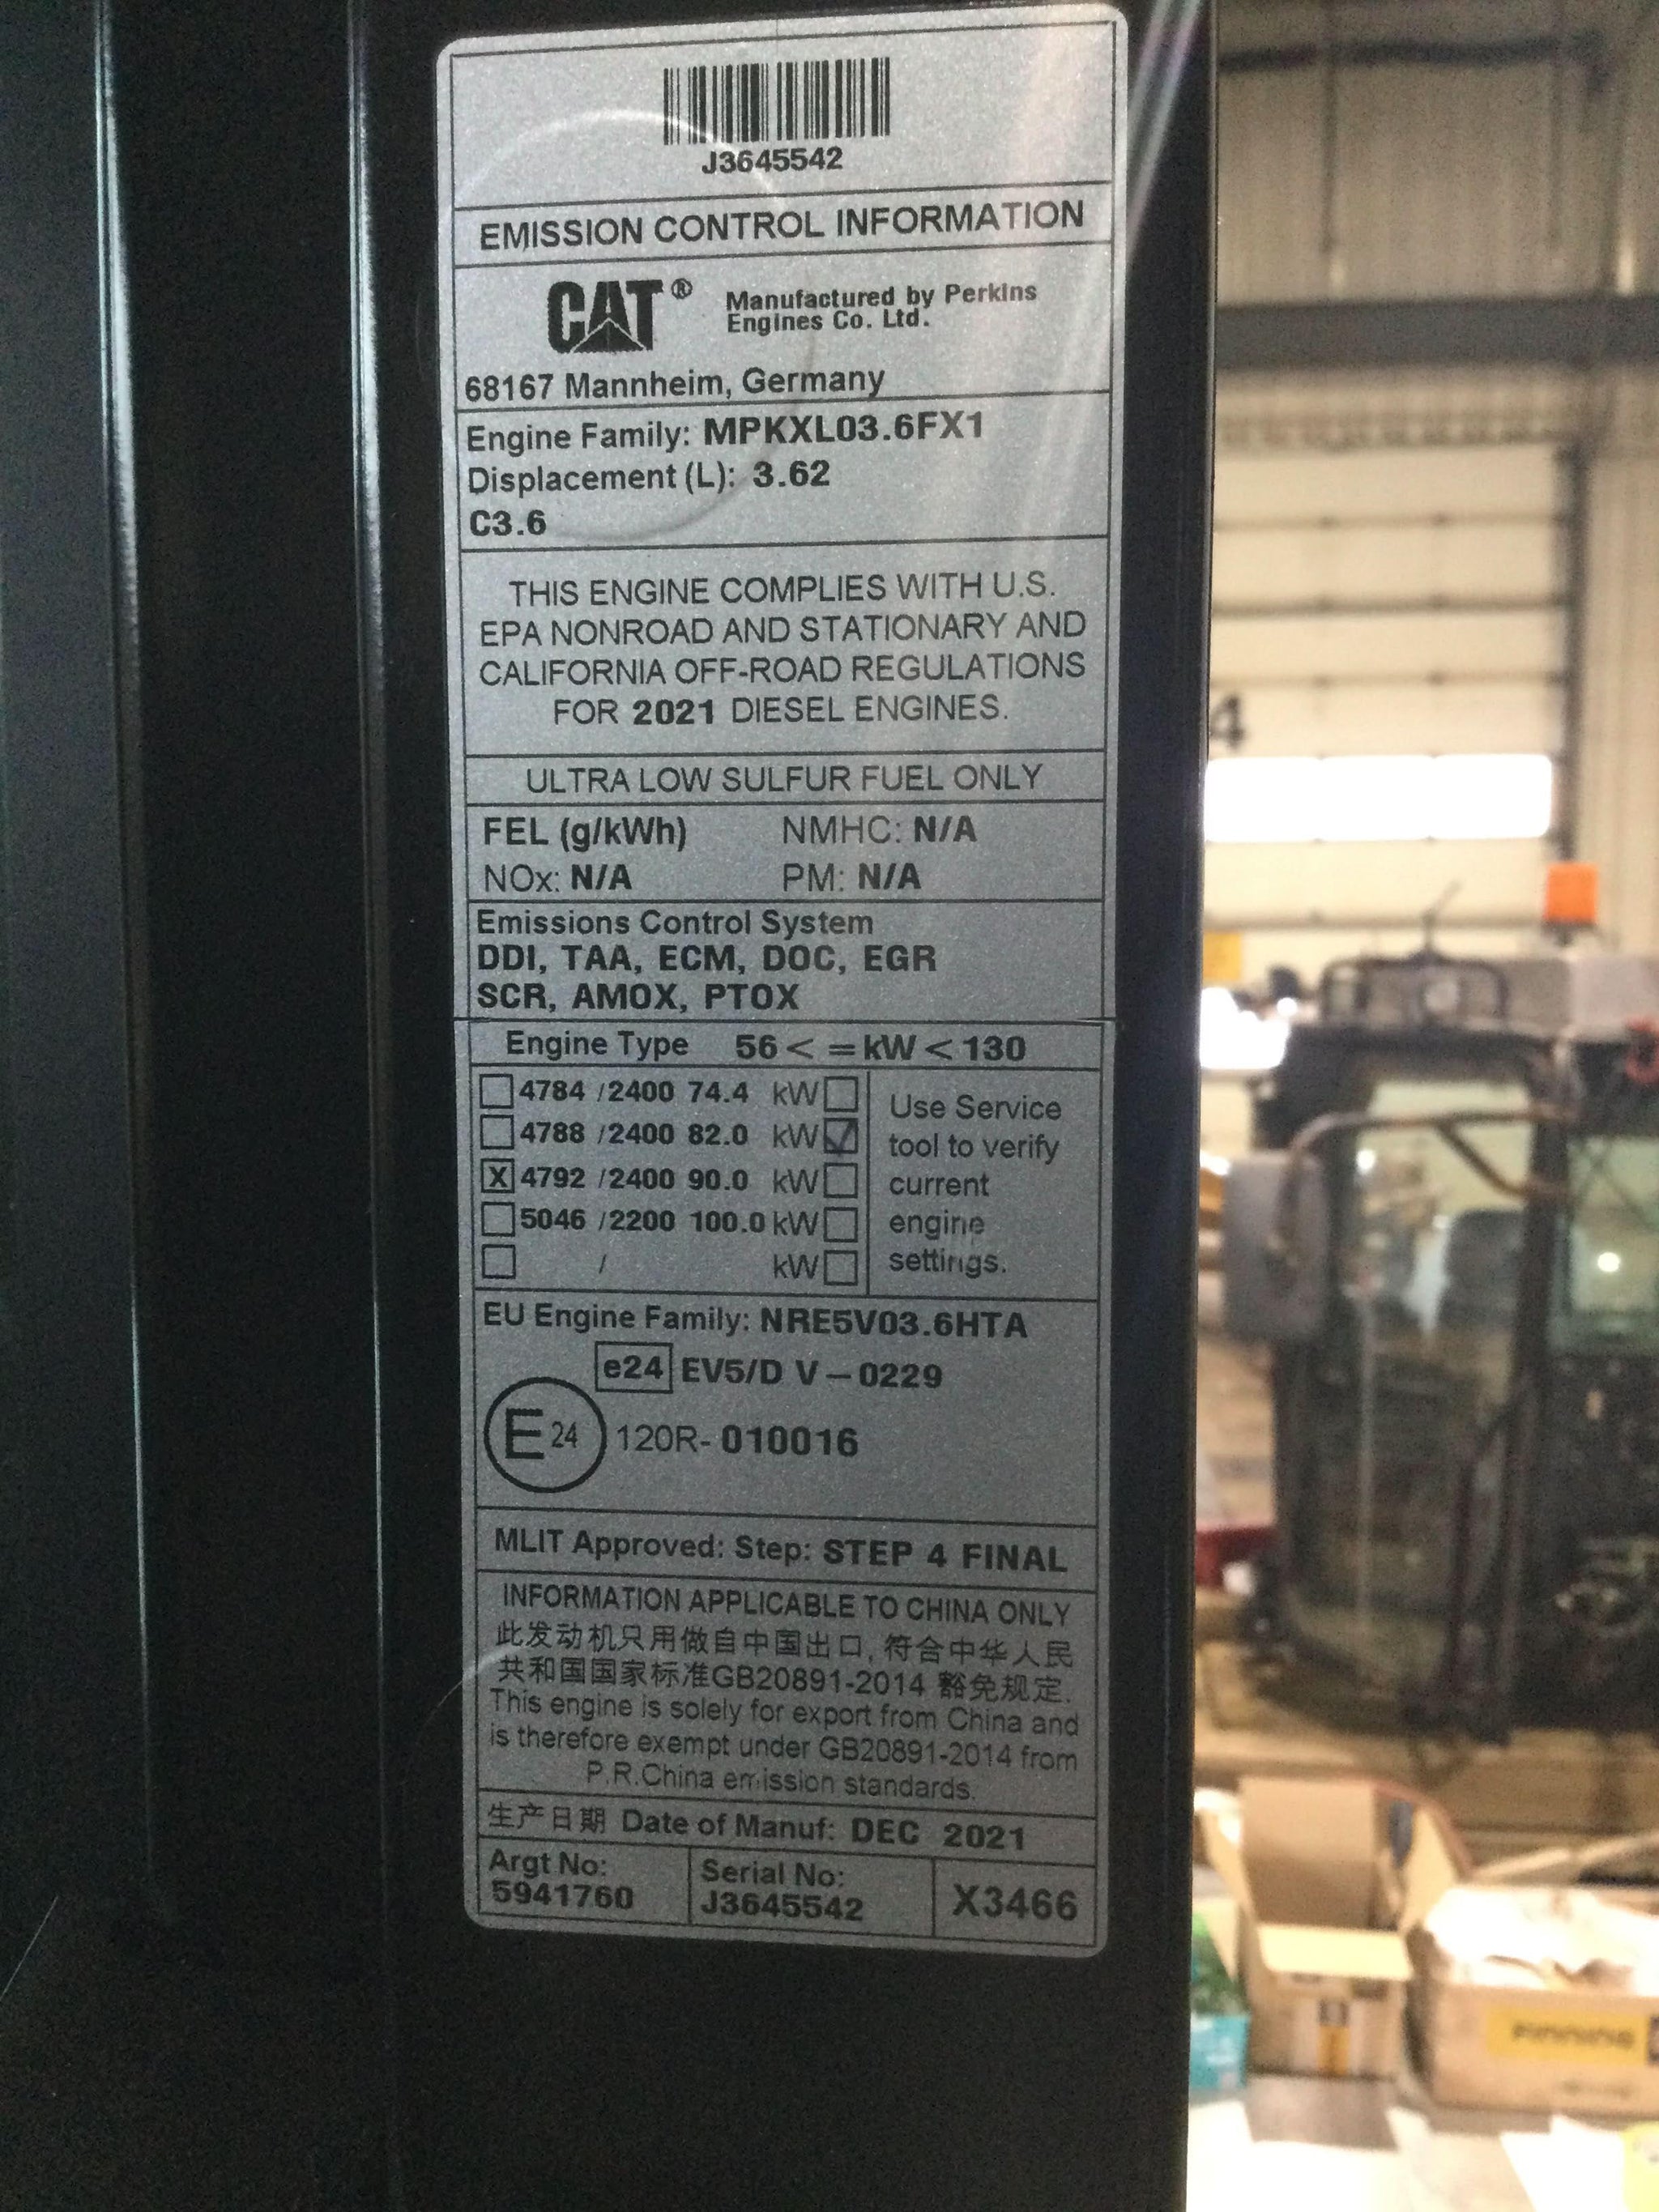 J3645542
EMISSION CONTROL INFORMATION
CAT® Manufactured by Perkins
Engines Co. Ltd.
68167 Mannheim, Germany
Engine Family: MPKXL03.6FX1
Displacement (L): 3.62
C3.6
THIS ENGINE COMPLIES WITH U.S.
EPA NONROAD AND STATIONARY AND
CALIFORNIA OFF-ROAD REGULATIONS
FOR 2021 DIESEL ENGINES.
ULTRA LOW SULFUR FUEL ONLY
FEL (g/kWh) NMHC: N/A
NOx: N/A PM: N/A
Emissions Control System
DDI, TAA, ECM, DOC, EGR
SCR, AMOX, PTOX
Engine Type 56 < = kW < 130
4784 /2400 74.4 kW
4788 /2400 82.0 kW ✓
X 4792 /2400 90.0 kW
5046 /2200 100.0 kW
/ kW
Use Service
tool to verify
current
engine
settings.
EU Engine Family: NRE5V03.6HTA
e24 EV5/D V – 0229
E 24 120R- 010016
MLIT Approved: Step: STEP 4 FINAL
INFORMATION APPLICABLE TO CHINA ONLY
此发动机只用做自中国出口, 符合中华人民
共和国国家标准GB20891-2014 豁免规定.
This engine is solely for export from China and
is therefore exempt under GB20891-2014 from
P.R.China emission standards.
生产日期 Date of Manuf: DEC 2021
Argt No:
5941760
Serial No:
J3645542
X3466
4
FINNING